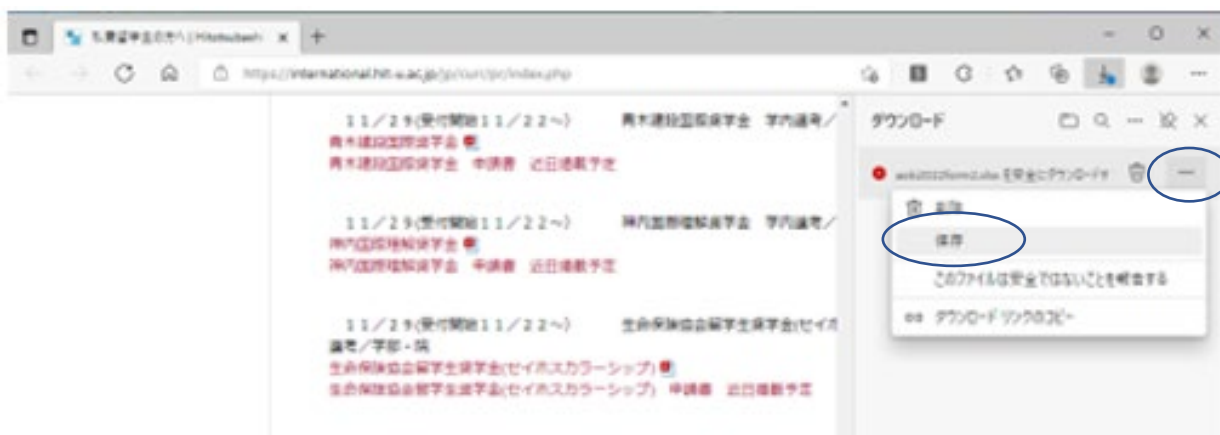 私費留学生の方へ | Hitotsubashi
https://international.hit-u.ac.jp/jp/curr/pr/index.php
11/29(受付開始11/22～) 青木建設国際奨学金 学内選考/
青木建設国際奨学金
青木建設国際奨学金 申請書 近日掲載予定
11/29(受付開始11/22～) 神内国際理解奨学金 学内選考/
神内国際理解奨学金
神内国際理解奨学金 申請書 近日掲載予定
11/29(受付開始11/22～) 生命保険協会留学生奨学金(セイホ
選考/学部・院
生命保険協会留学生奨学金(セイホスカラーシップ)
生命保険協会留学生奨学金(セイホスカラーシップ) 申請書 近日掲載予定
ダウンロード
を安全にダウンロードす
削除
保存
このファイルは安全ではないことを報告する
ダウンロード リンクのコピー